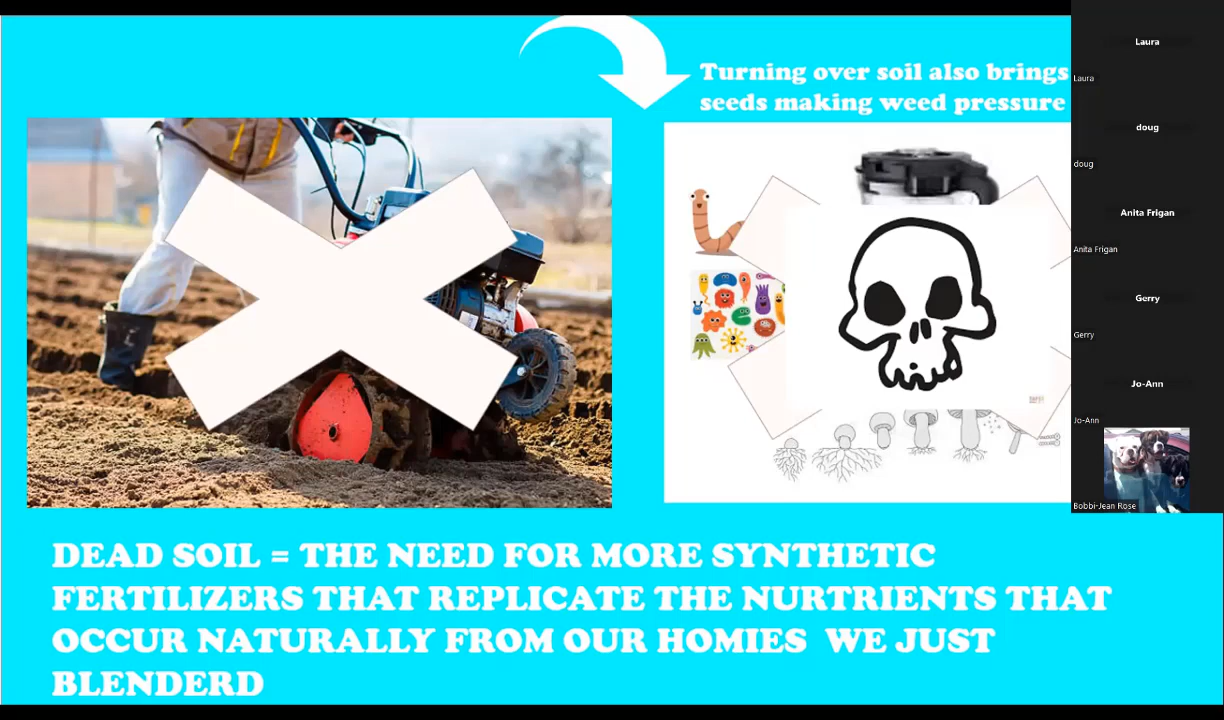 Turning over soil also brings
seeds making weed pressure
DEAD SOIL = THE NEED FOR MORE SYNTHETIC
FERTILIZERS THAT REPLICATE THE NURTRIENTS THAT
OCCUR NATURALLY FROM OUR HOMIES WE JUST
BLENDERD
Laura
Laura
doug
doug
Anita Frigan
Anita Frigan
Gerry
Gerry
Jo-Ann
Jo-Ann
Bobbi-Jean Rose